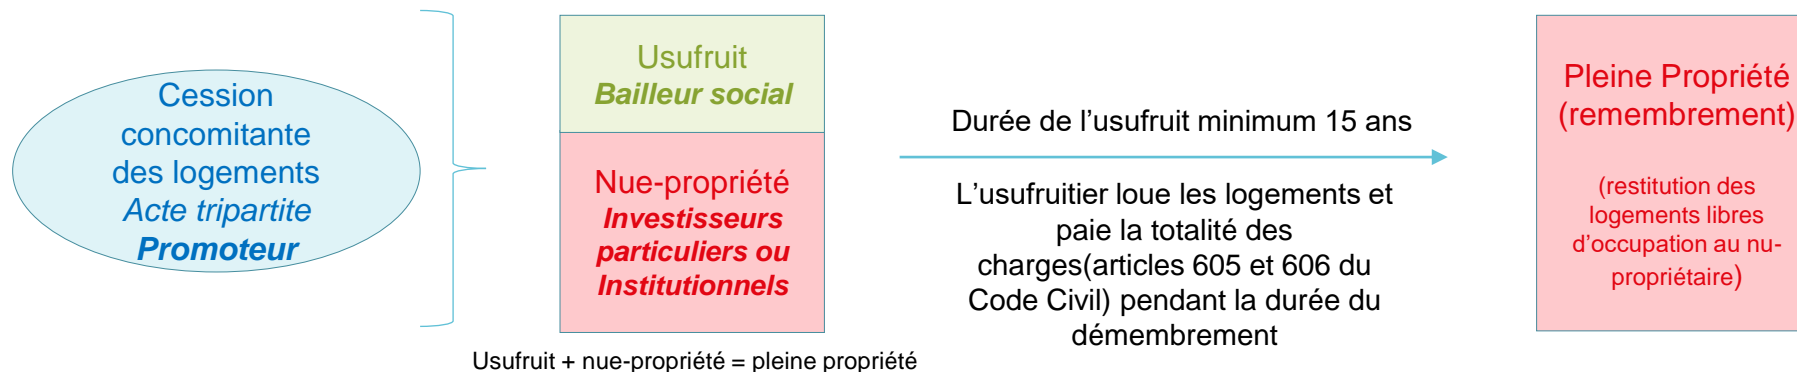 Cession
concomitante
des logements
Acte tripartite
Promoteur
Usufruit
Bailleur social
Nue-propriété
Investisseurs
particuliers ou
Institutionnels
Usufruit + nue-propriété = pleine propriété
Durée de l’usufruit minimum 15 ans
L’usufruitier loue les logements et
paie la totalité des
charges(articles 605 et 606 du
Code Civil) pendant la durée du
démembrement
Pleine Propriété
(remembrement)
(restitution des
logements libres
d’occupation au nu-
propriétaire)